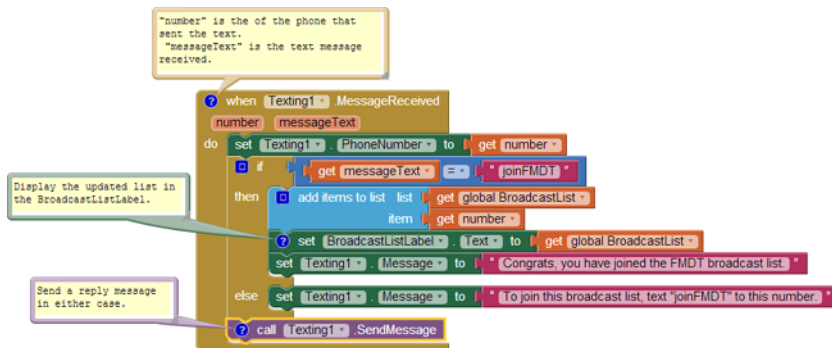 "number" is the of the phone that
sent the text.
"messageText" is the text message
received.
when Texting1 .MessageReceived
number messageText
do set Texting1 . PhoneNumber to get number
if get messageText = " joinFMDT "
Display the updated list in
the BroadcastListLabel.
then add items to list list get global BroadcastList
item get number
set BroadcastListLabel . Text to get global BroadcastList
set Texting1 . Message to " Congrats, you have joined the FMDT broadcast list. "
Send a reply message
in either case.
else set Texting1 . Message to " To join this broadcast list, text "joinFMDT" to this number. "
call Texting1 .SendMessage